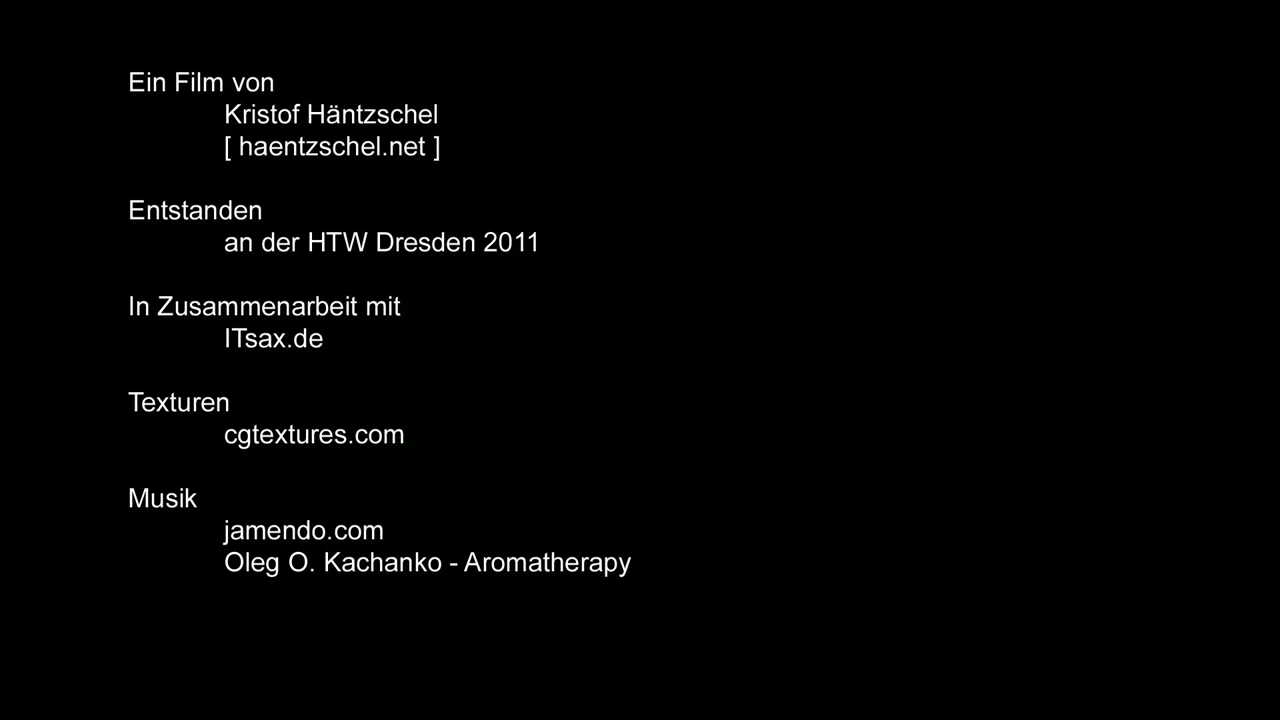 Ein Film von
Kristof Häntzschel
[ haentzschel.net ]
Entstanden
an der HTW Dresden 2011
In Zusammenarbeit mit
ITsax.de
Texturen
cgtextures.com
Musik
jamendo.com
Oleg O. Kachanko - Aromatherapy